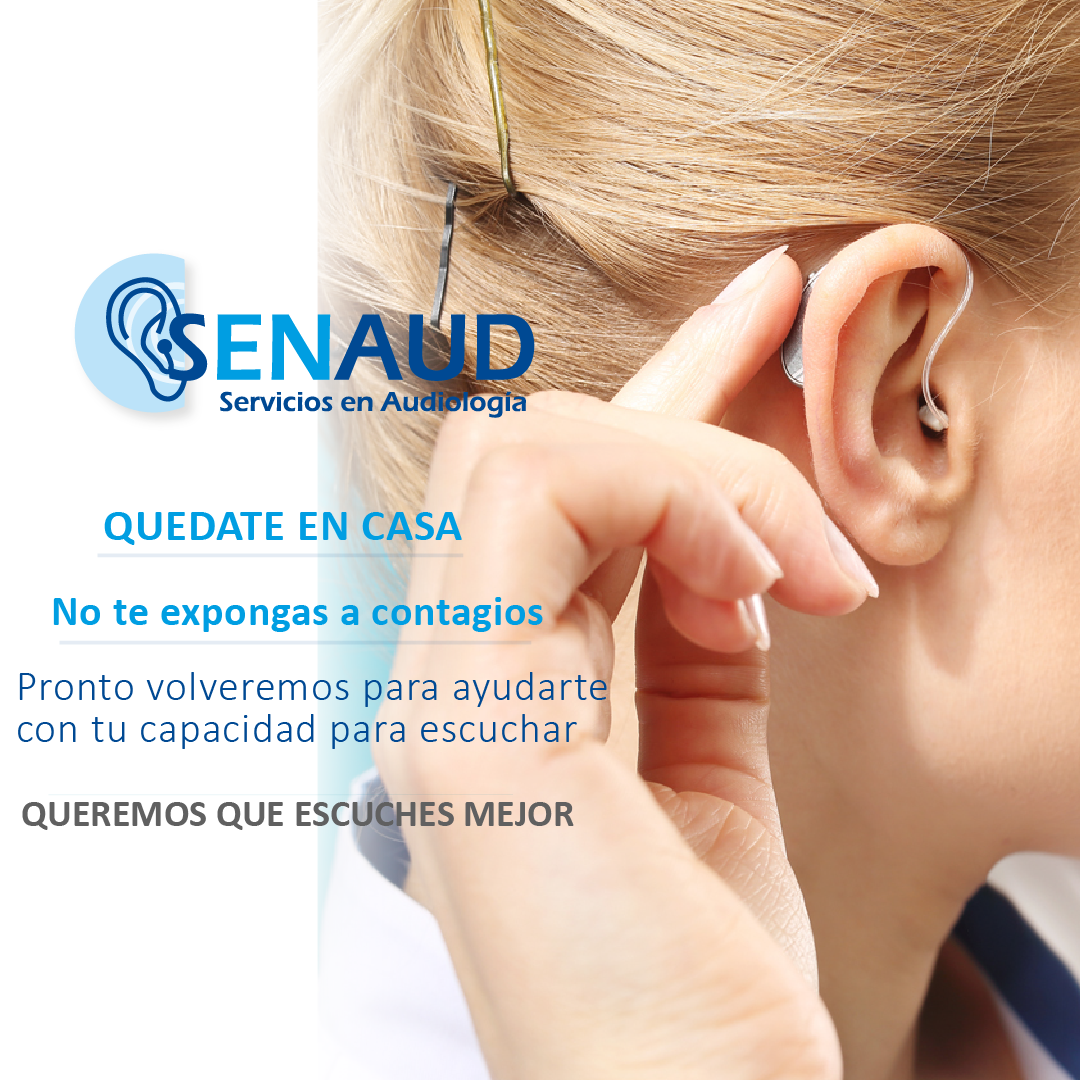 SENAUD
Servicios en Audiología
QUEDATE EN CASA
No te expongas a contagios
Pronto volveremos para ayudarte
con tu capacidad para escuchar
QUEREMOS QUE ESCUCHES MEJOR